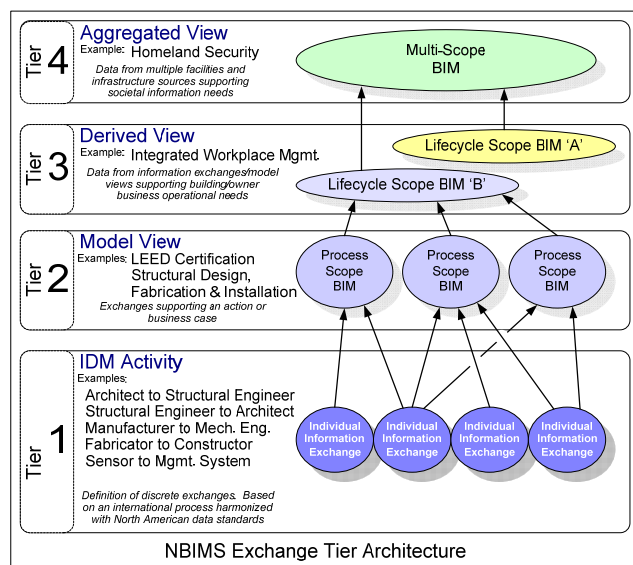 Tier 4
Aggregated View
Example: Homeland Security
Data from multiple facilities and
infrastructure sources supporting
societal information needs
Multi-Scope
BIM
Tier 3
Derived View
Example: Integrated Workplace Mgmt.
Data from information exchanges/model
views supporting building/owner
business operational needs
Lifecycle Scope BIM 'A'
Lifecycle Scope BIM 'B'
Tier 2
Model View
Examples: LEED Certification
Structural Design,
Fabrication & Installation
Exchanges supporting an action or
business case
Process
Scope
BIM
Process
Scope
BIM
Process
Scope
BIM
Tier 1
IDM Activity
Examples:
Architect to Structural Engineer
Structural Engineer to Architect
Manufacturer to Mech. Eng.
Fabricator to Constructor
Sensor to Mgmt. System
Definition of discrete exchanges. Based
on an international process harmonized
with North American data standards
Individual
Information
Exchange
Individual
Information
Exchange
Individual
Information
Exchange
Individual
Information
Exchange
NBIMS Exchange Tier Architecture